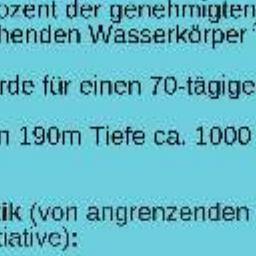 ozent der genehmigten
henden Wasserkörper
rde für einen 70-tägige
n 190m Tiefe ca. 1000
ik (von angrenzenden
tiative):